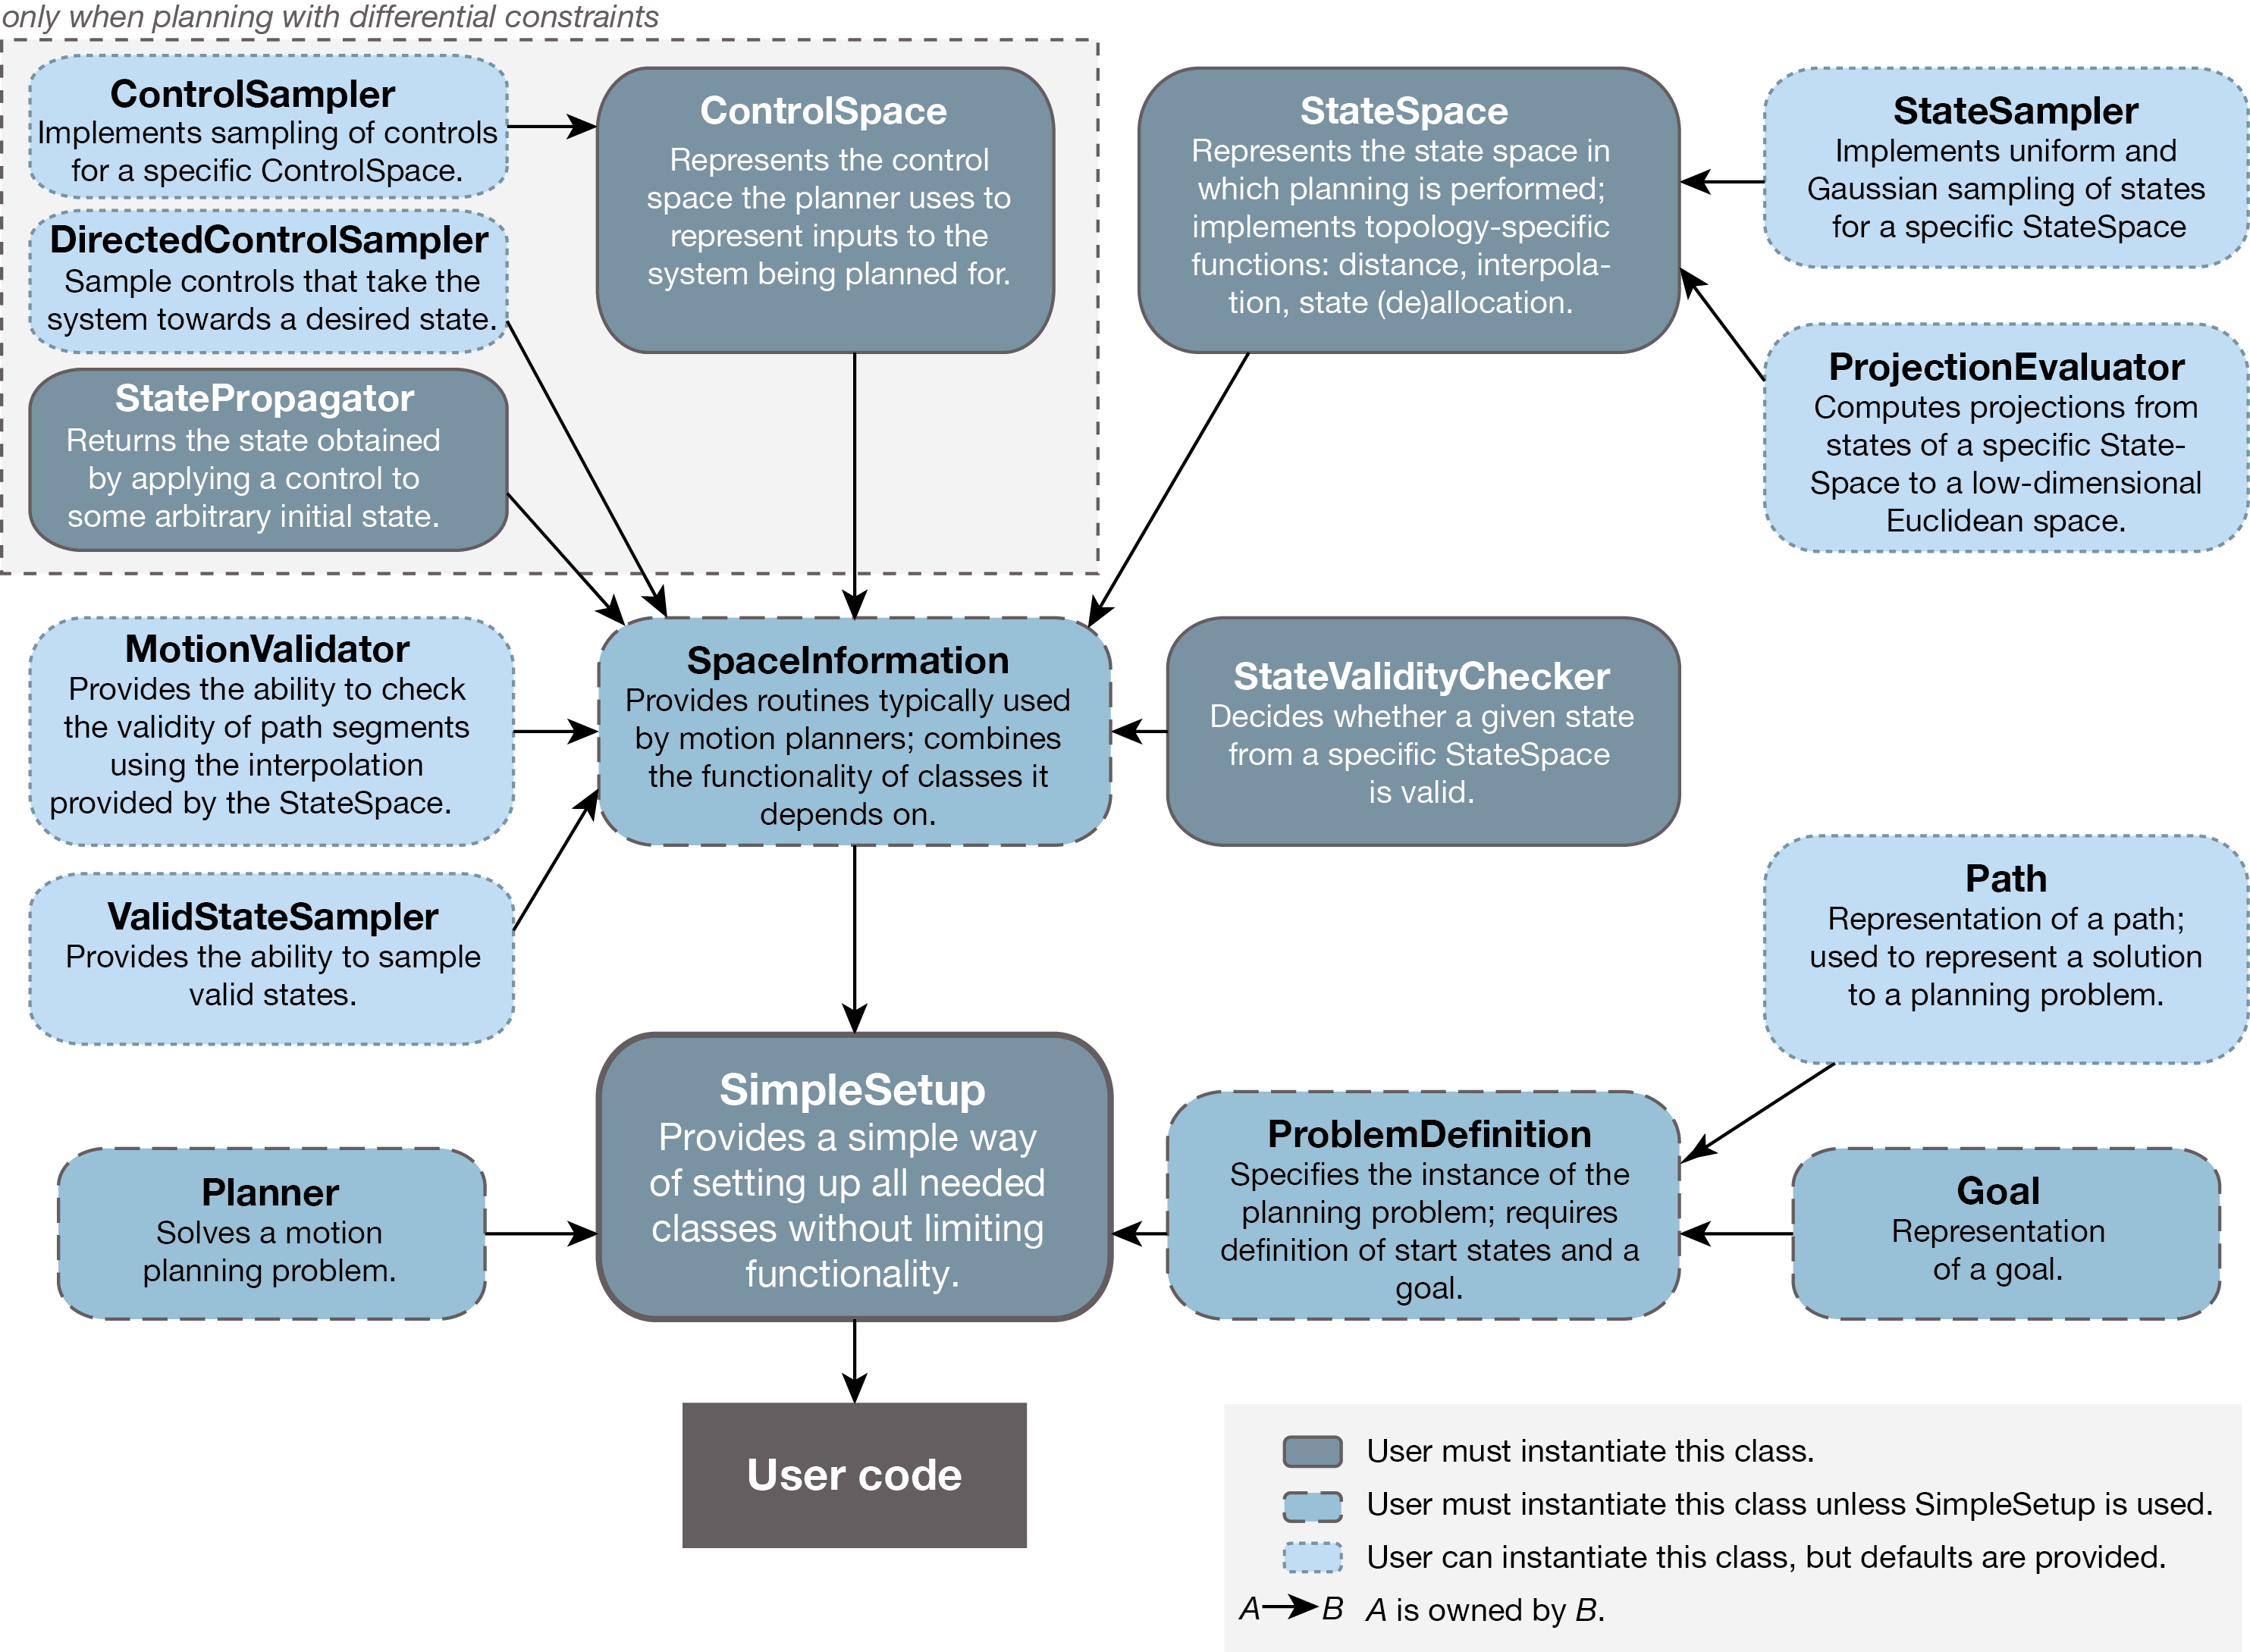 only when planning with differential constraints
ControlSampler
Implements sampling of controls
for a specific ControlSpace.
DirectedControlSampler
Sample controls that take the
system towards a desired state.
StatePropagator
Returns the state obtained
by applying a control to
some arbitrary initial state.
ControlSpace
Represents the control
space the planner uses to
represent inputs to the
system being planned for.
StateSpace
Represents the state space in
which planning is performed;
implements topology-specific
functions: distance, interpola-
tion, state (de)allocation.
StateSampler
Implements uniform and
Gaussian sampling of states
for a specific StateSpace
ProjectionEvaluator
Computes projections from
states of a specific State-
Space to a low-dimensional
Euclidean space.
MotionValidator
Provides the ability to check
the validity of path segments
using the interpolation
provided by the StateSpace.
SpaceInformation
Provides routines typically used
by motion planners; combines
the functionality of classes it
depends on.
StateValidityChecker
Decides whether a given state
from a specific StateSpace
is valid.
ValidStateSampler
Provides the ability to sample
valid states.
Path
Representation of a path;
used to represent a solution
to a planning problem.
Planner
Solves a motion
planning problem.
SimpleSetup
Provides a simple way
of setting up all needed
classes without limiting
functionality.
ProblemDefinition
Specifies the instance of the
planning problem; requires
definition of start states and a
goal.
Goal
Representation
of a goal.
User code
User must instantiate this class.
User must instantiate this class unless SimpleSetup is used.
User can instantiate this class, but defaults are provided.
A B A is owned by B.